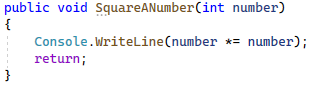 public void SquareANumber(int number)
{
    Console.WriteLine(number *= number);
    return;
}